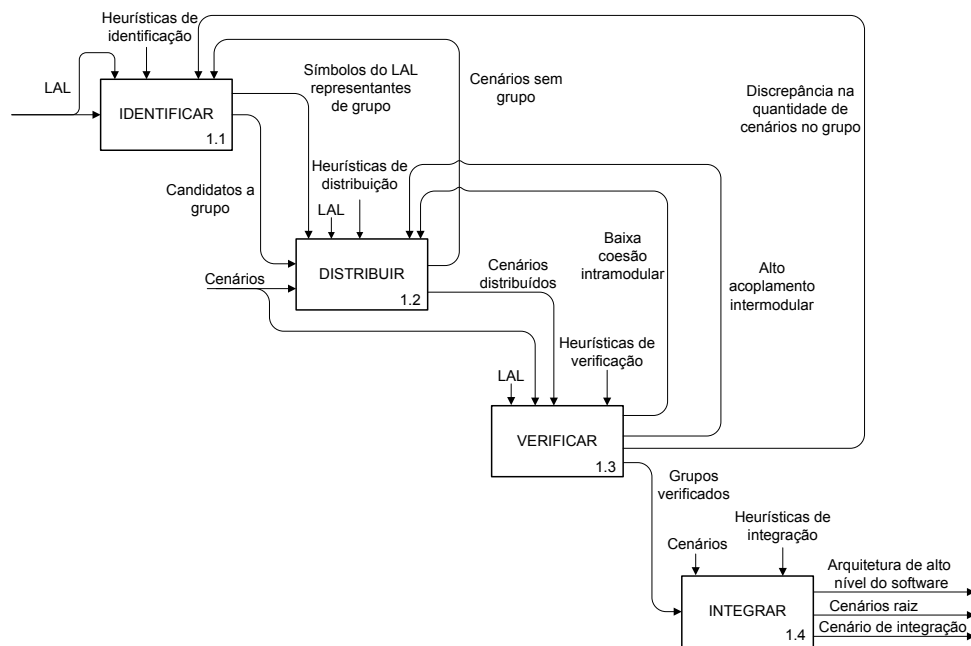 Heurísticas de
identificação
LAL
IDENTIFICAR
1.1
Símbolos do LAL
representantes
de grupo
Cenários sem
grupo
Discrepância na
quantidade de
cenários no grupo
Candidatos a
grupo
Heurísticas de
distribuição
LAL
DISTRIBUIR
1.2
Cenários
Cenários
distribuídos
Baixa
coesão
intramodular
Alto
acoplamento
intermodular
Heurísticas de
verificação
LAL
VERIFICAR
1.3
Grupos
verificados
Cenários
Heurísticas de
integração
INTEGRAR
1.4
Arquitetura de alto
nível do software
Cenários raiz
Cenário de integração